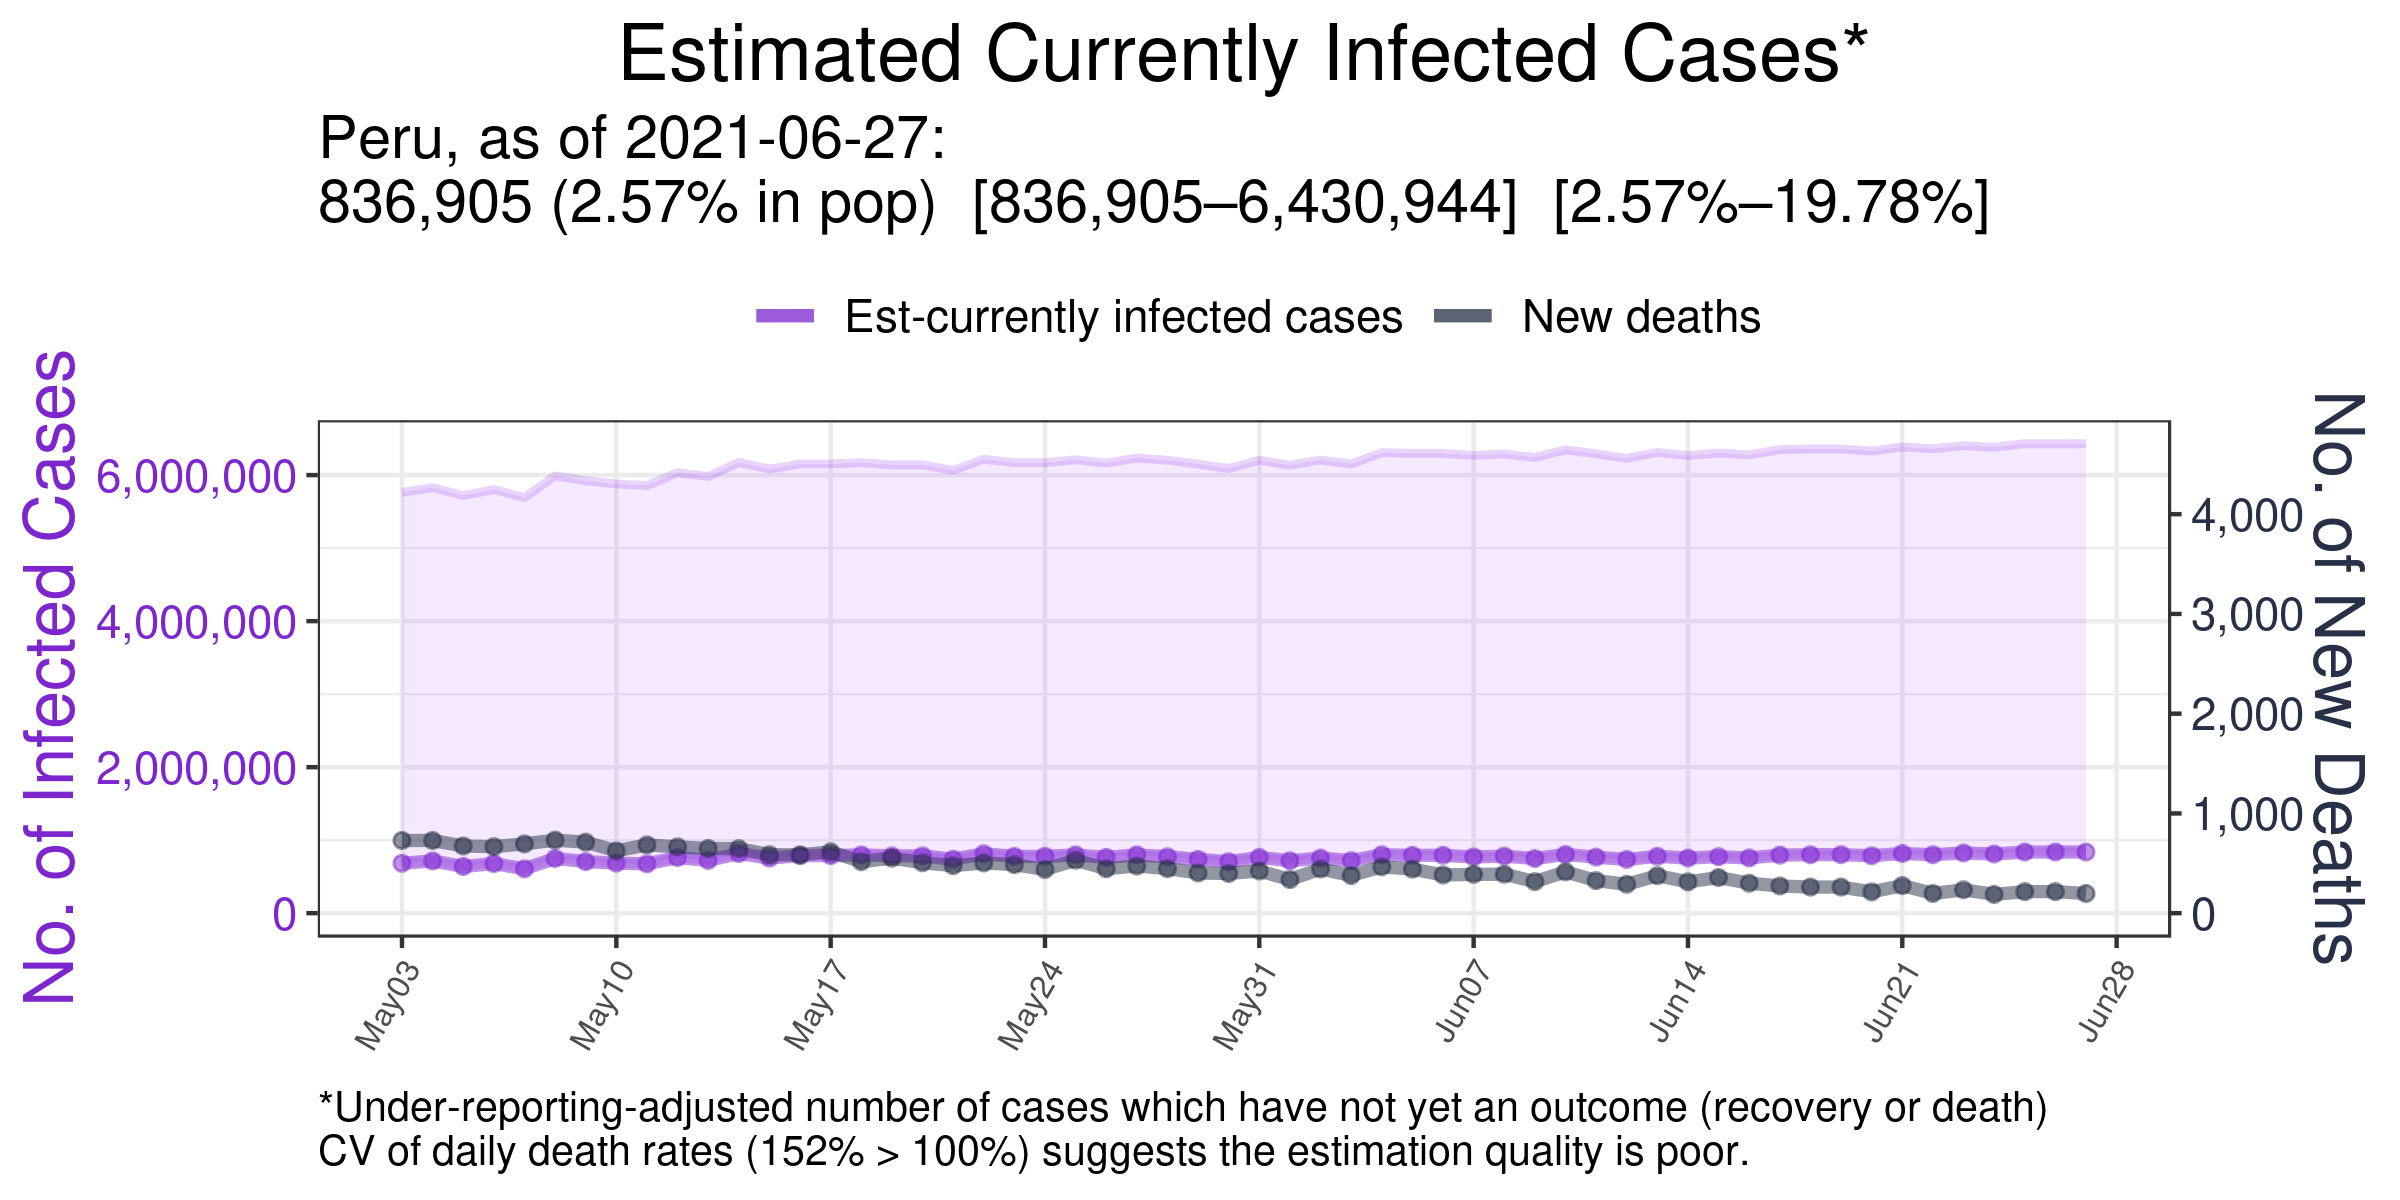 Estimated Currently Infected Cases*
Peru, as of 2021-06-27:
836,905 (2.57% in pop)  [836,905–6,430,944]  [2.57%–19.78%]
Est-currently infected cases
New deaths
No. of Infected Cases
6,000,000
4,000,000
2,000,000
0
4,000
3,000
2,000
1,000
0
No. of New Deaths
May03
May10
May17
May24
May31
Jun07
Jun14
Jun21
Jun28
*Under-reporting-adjusted number of cases which have not yet an outcome (recovery or death)
CV of daily death rates (152% > 100%) suggests the estimation quality is poor.